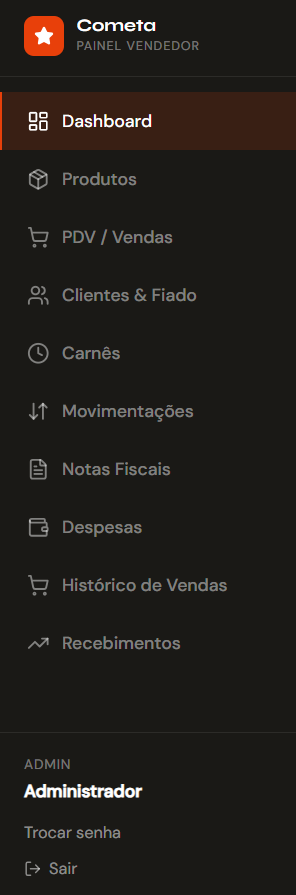 Cometa
PAINEL VENDEDOR
Dashboard
Produtos
PDV / Vendas
Clientes & Fiado
Carnês
Movimentações
Notas Fiscais
Despesas
Histórico de Vendas
Recebimentos
ADMIN
Administrador
Trocar senha
Sair